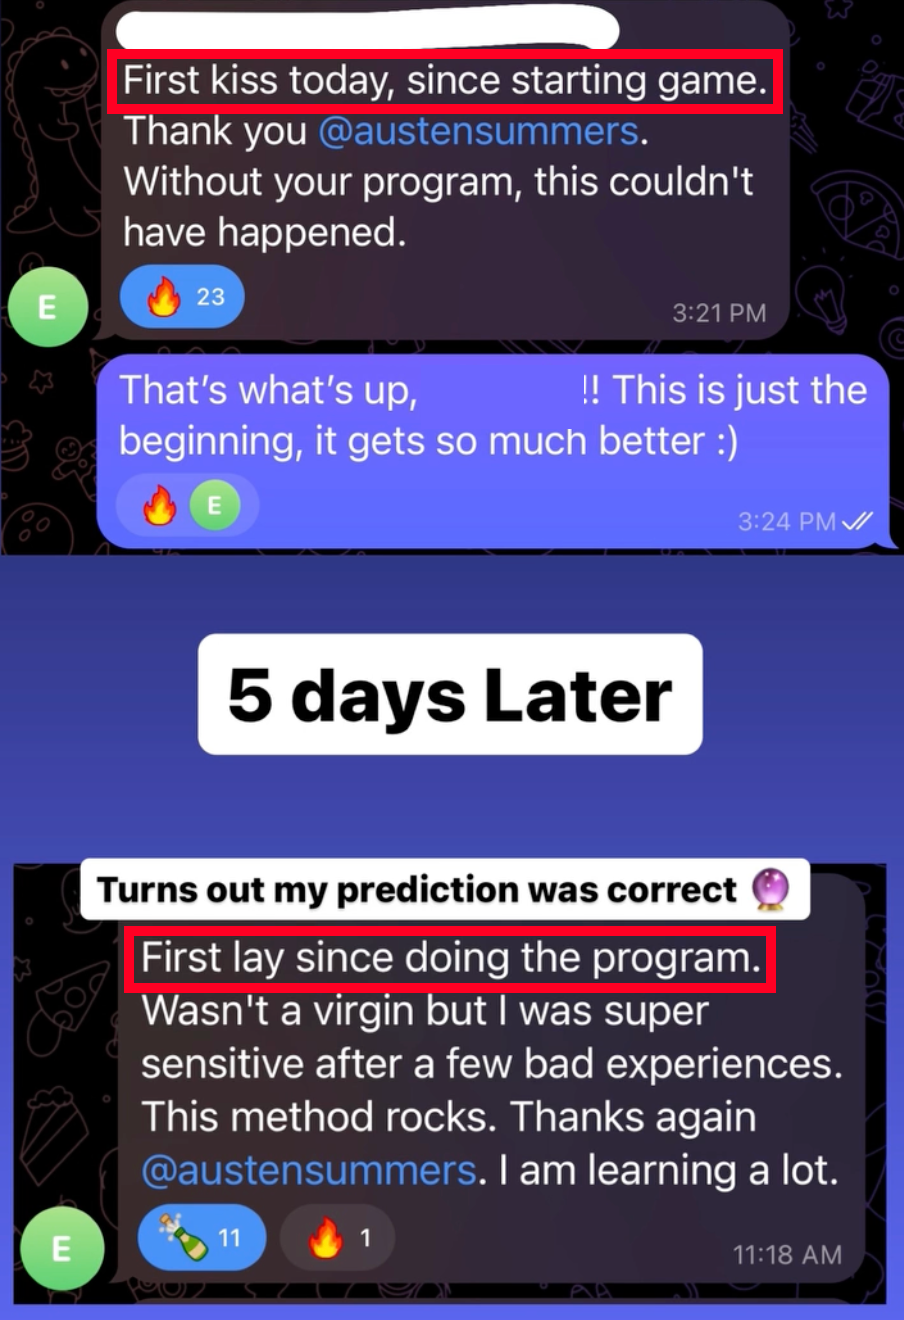 First kiss today, since starting game.
Thank you @austensummers.
Without your program, this couldn't
have happened.
🔥 23
E
3:21 PM
That's what's up, !! This is just the
beginning, it gets so much better :)
🔥 E
3:24 PM
5 days Later
Turns out my prediction was correct 🔮
First lay since doing the program.
Wasn't a virgin but I was super
sensitive after a few bad experiences.
This method rocks. Thanks again
@austensummers. I am learning a lot.
🍾 11 🔥 1
E
11:18 AM